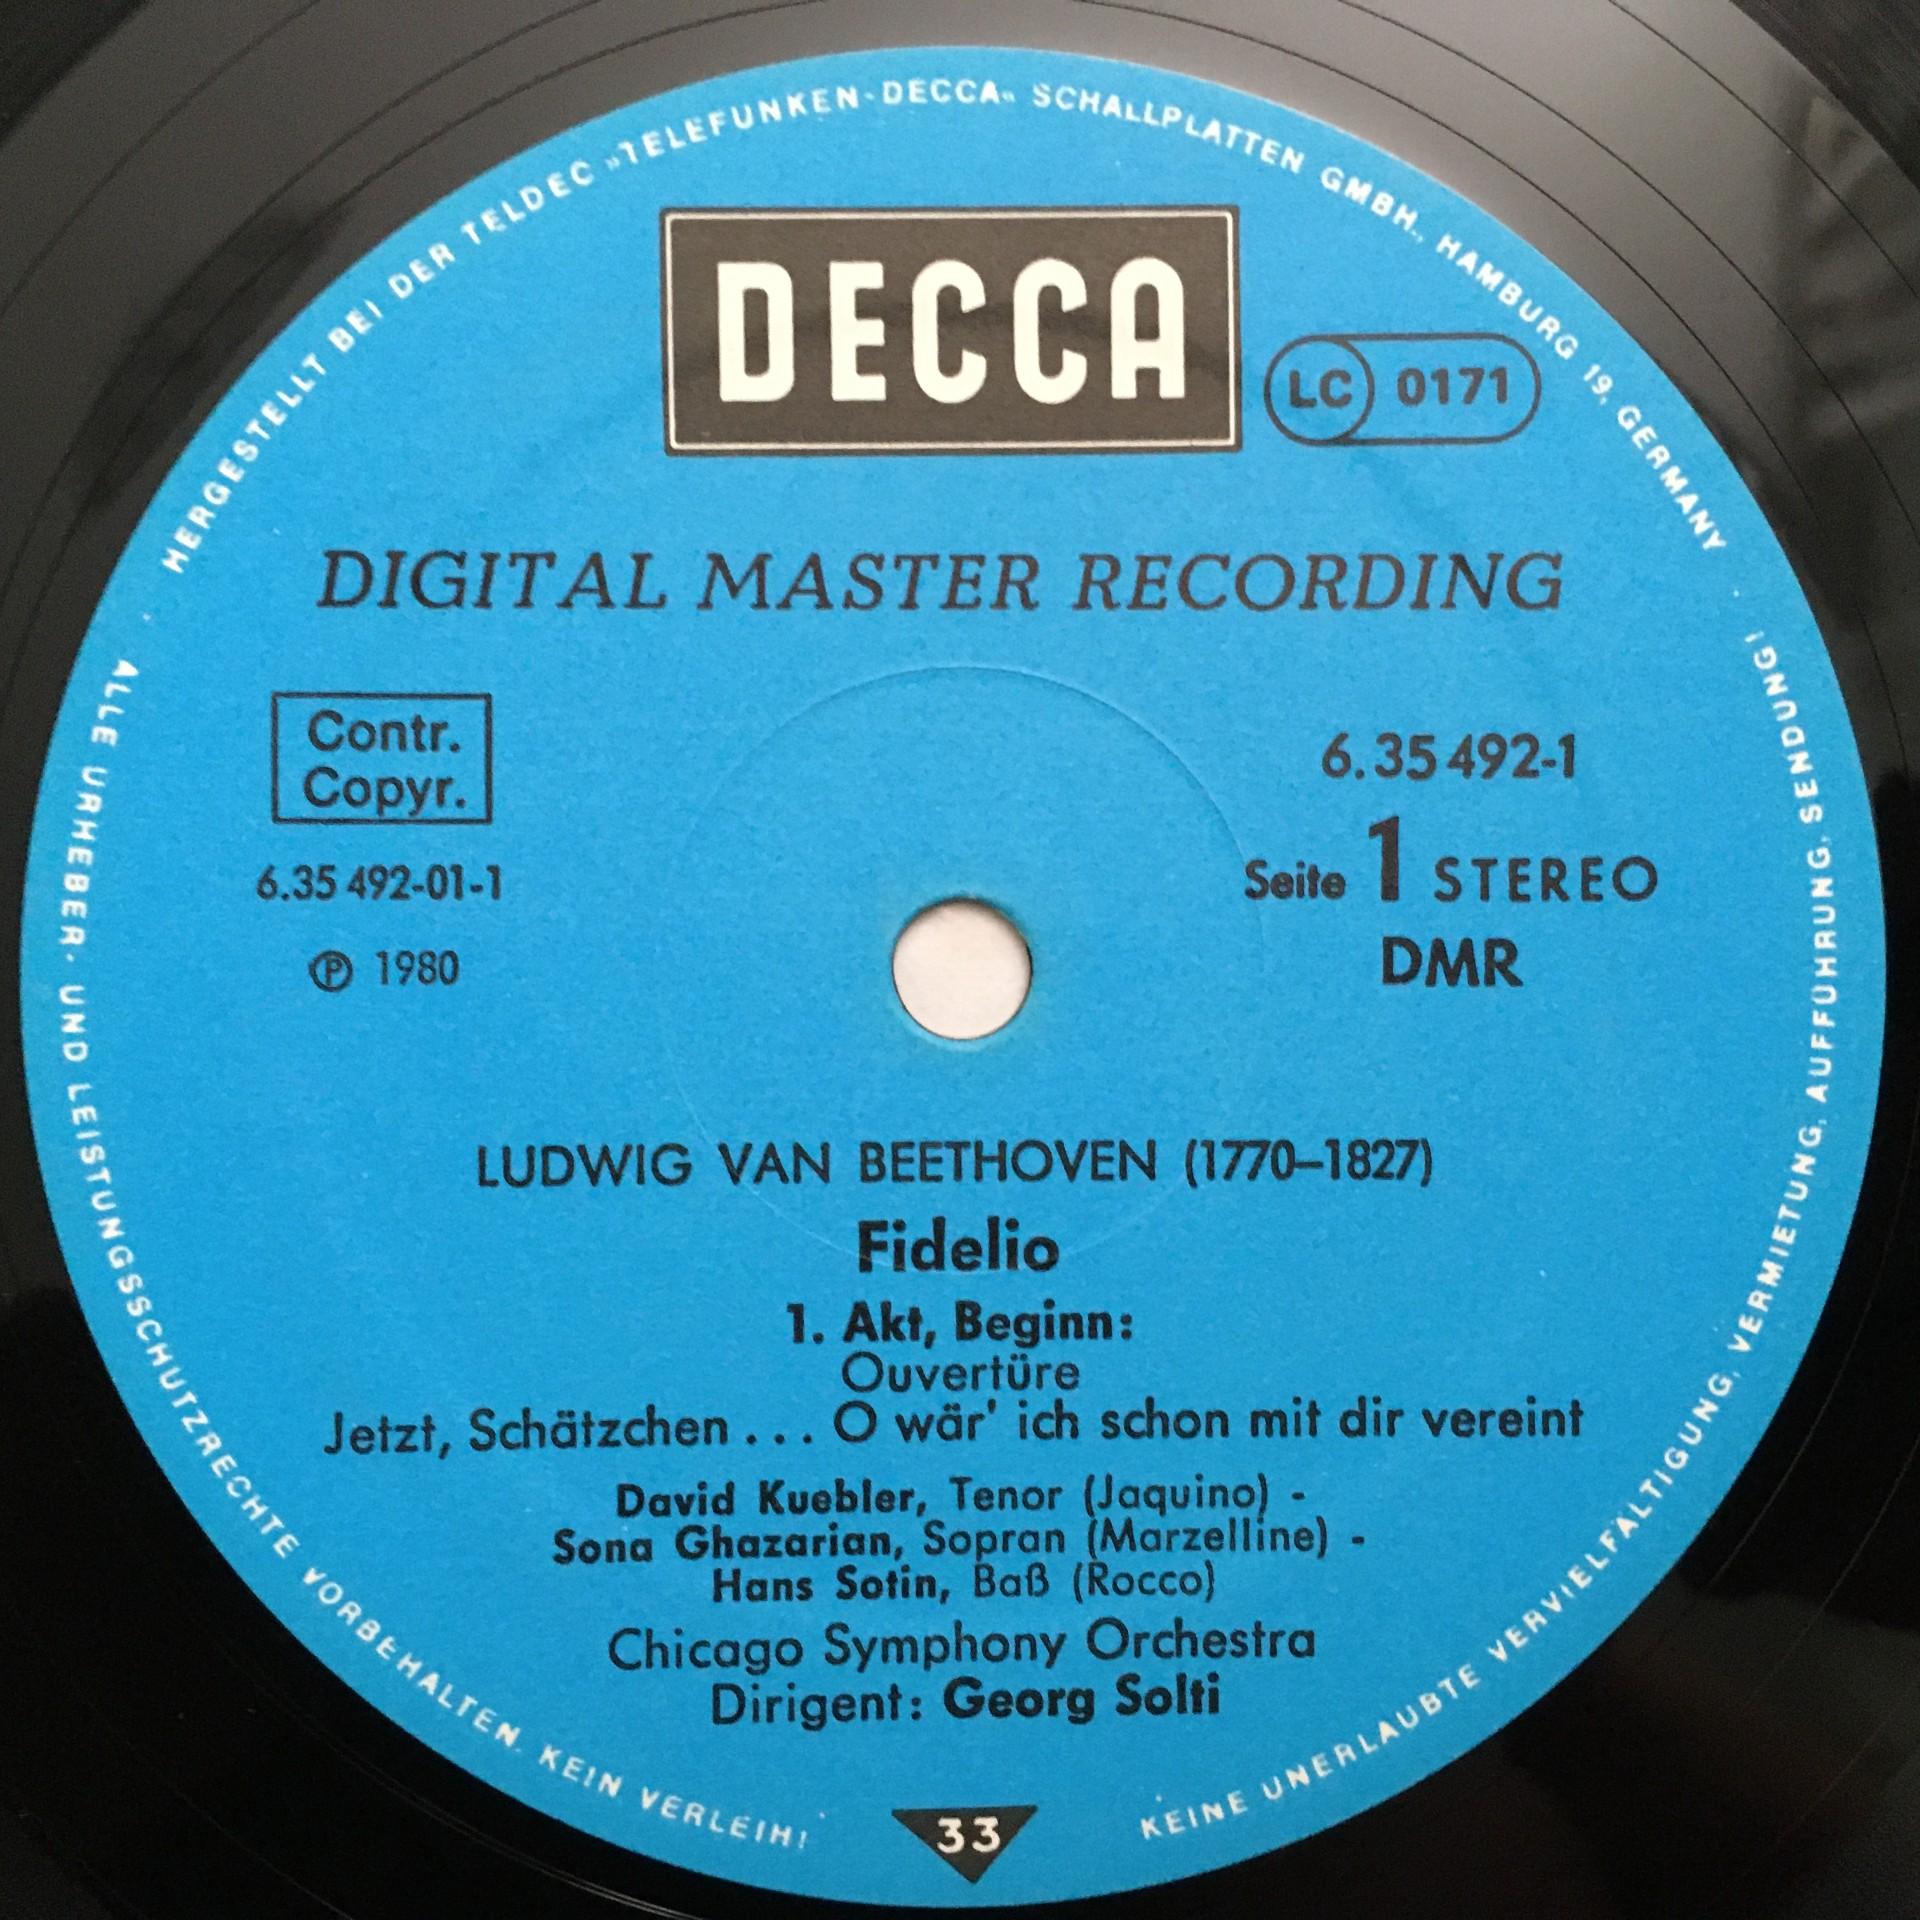 HERGESTELLT BEI DER TELDEC »TELEFUNKEN-DECCA« SCHALLPLATTEN GMBH., HAMBURG 19, GERMANY
DECCA
LC 0171
DIGITAL MASTER RECORDING
Contr.
Copyr.
6.35 492-01-1
℗ 1980
6.35 492-1
Seite 1 STEREO
DMR
LUDWIG VAN BEETHOVEN (1770–1827)
Fidelio
1. Akt, Beginn:
Ouvertüre
Jetzt, Schätzchen ... O wär' ich schon mit dir vereint
David Kuebler, Tenor (Jaquino) -
Sona Ghazarian, Sopran (Marzelline) -
Hans Sotin, Baß (Rocco)
Chicago Symphony Orchestra
Dirigent: Georg Solti
33
ALLE URHEBER- UND LEISTUNGSSCHUTZRECHTE VORBEHALTEN. KEIN VERLEIH!
KEINE UNERLAUBTE VERVIELFÄLTIGUNG, VERMIETUNG, AUFFÜHRUNG, SENDUNG!